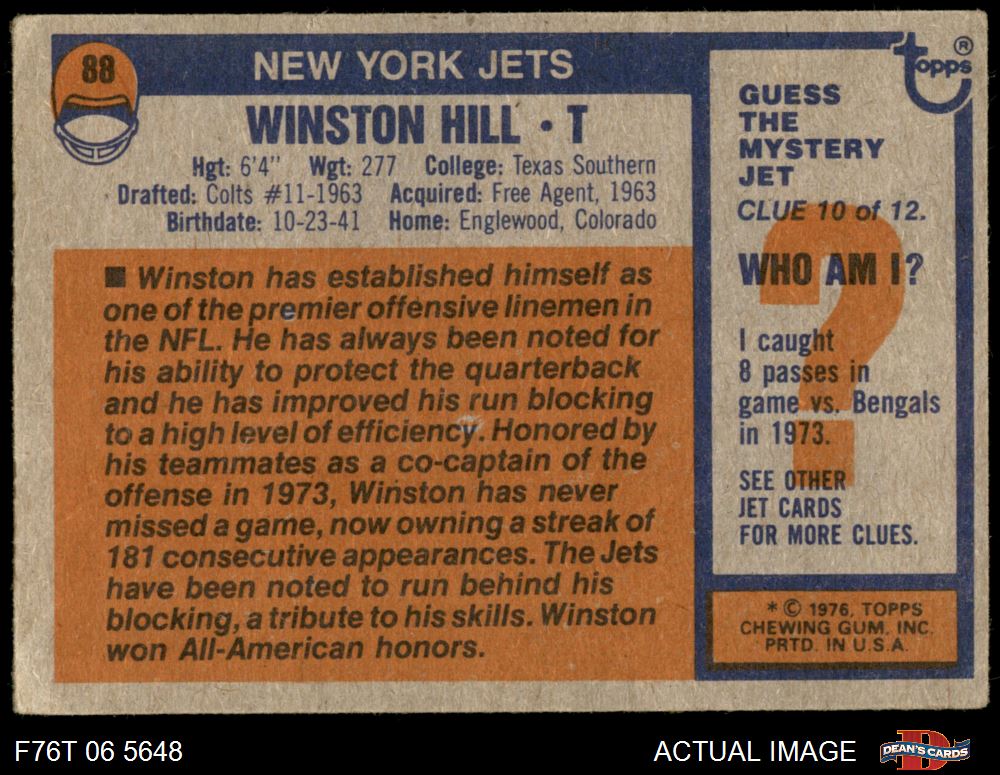 88
NEW YORK JETS
WINSTON HILL • T
Hgt: 6'4" Wgt: 277 College: Texas Southern
Drafted: Colts #11-1963 Acquired: Free Agent, 1963
Birthdate: 10-23-41 Home: Englewood, Colorado
■ Winston has established himself as
one of the premier offensive linemen in
the NFL. He has always been noted for
his ability to protect the quarterback
and he has improved his run blocking
to a high level of efficiency. Honored by
his teammates as a co-captain of the
offense in 1973, Winston has never
missed a game, now owning a streak of
181 consecutive appearances. The Jets
have been noted to run behind his
blocking, a tribute to his skills. Winston
won All-American honors.
topps ®
GUESS
THE
MYSTERY
JET
CLUE 10 of 12.
WHO AM I?
?
I caught
8 passes in
game vs. Bengals
in 1973.
SEE OTHER
JET CARDS
FOR MORE CLUES.
* © 1976, TOPPS
CHEWING GUM, INC.
PRTD. IN U.S.A.
F76T 06 5648
ACTUAL IMAGE
D
DEAN'S CARDS